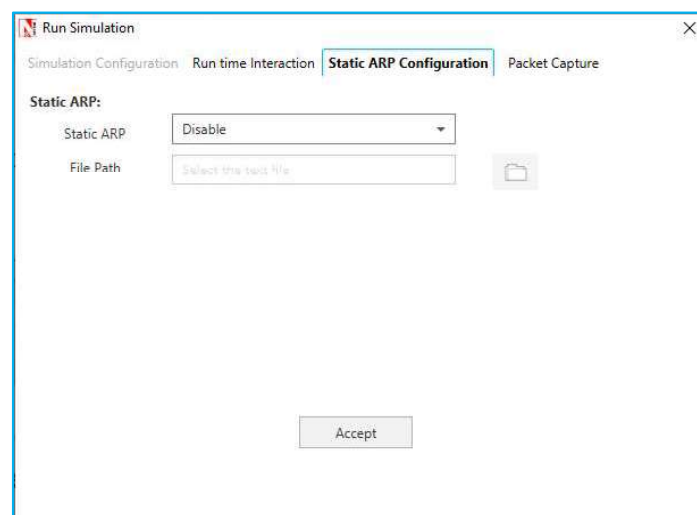 Run Simulation
Simulation Configuration Run time Interaction Static ARP Configuration Packet Capture
Static ARP:
Static ARP Disable
File Path Select the text file
Accept